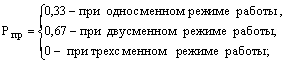 0,33 – при односменном режиме работы,
P пр = 0,67 – при двусменном режиме работы,
0 – при трехсменном режиме работы;